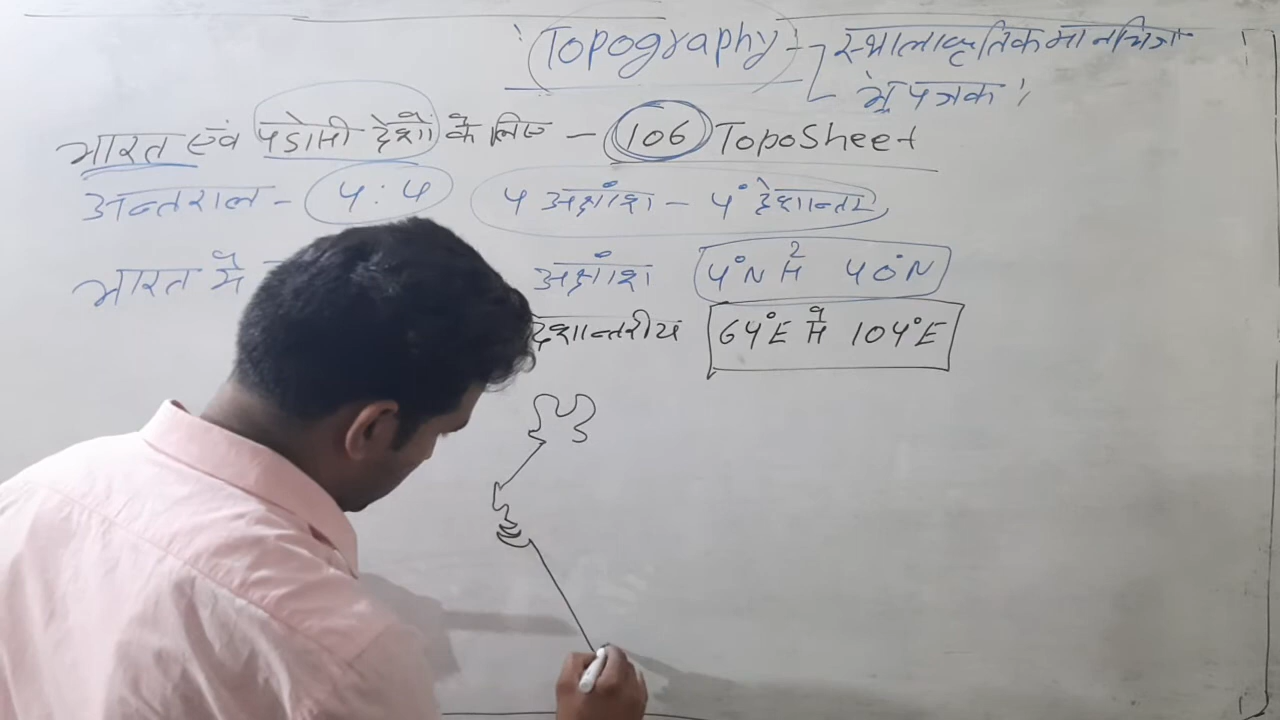 Topography - स्थालाकृतिक मानचित्र
भू पत्रक ।
भारत एवं पडोसी देशों के लिए - 106 TopoSheet
अन्तराल - 4 : 4 4 अक्षांश - 4° देशान्तर
भारत मे अक्षांश 4°N से 40°N
देशान्तरीय 64°E से 104°E